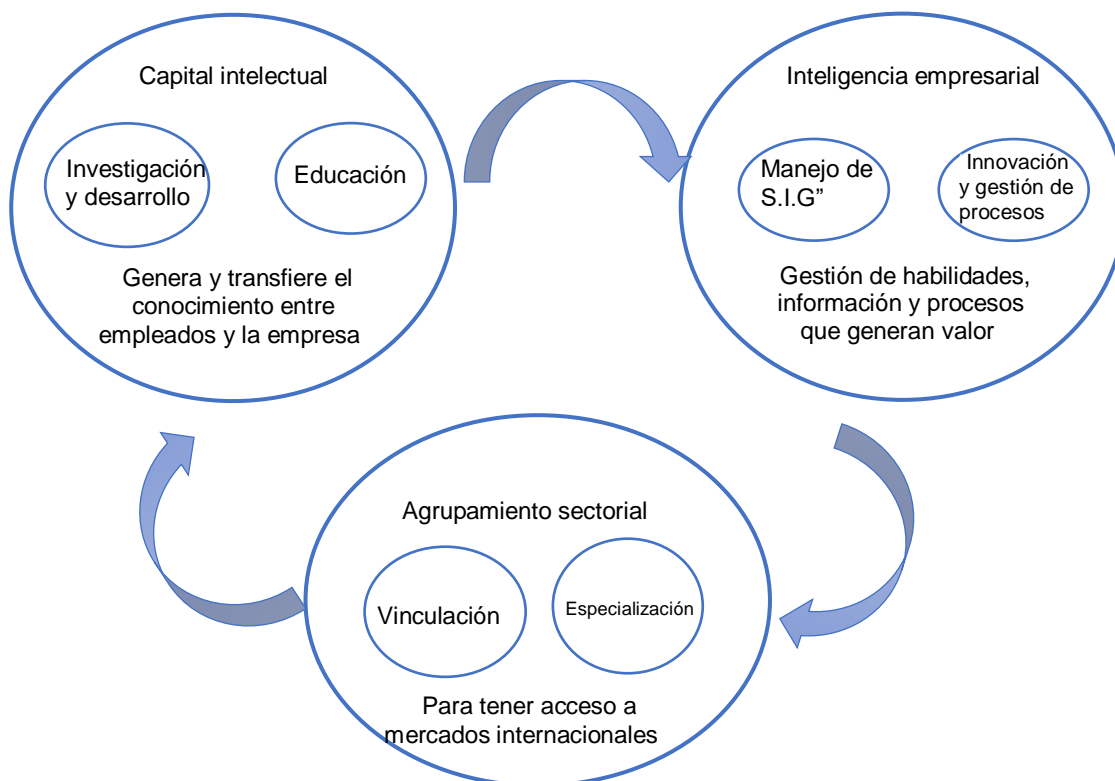 Capital intelectual
Investigación
y desarrollo
Educación
Genera y transfiere el
conocimiento entre
empleados y la empresa
Inteligencia empresarial
Manejo de
S.I.G”
Innovación
y gestión de
procesos
Gestión de habilidades,
información y procesos
que generan valor
Agrupamiento sectorial
Vinculación
Especialización
Para tener acceso a
mercados internacionales